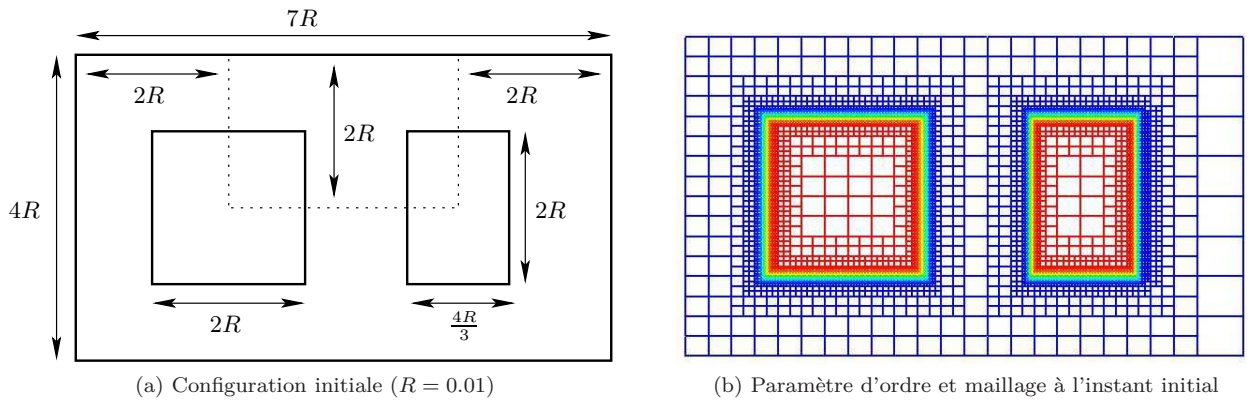 7R
2R
2R
2R
4R
2R
2R
4R/3
(a) Configuration initiale (R = 0.01)
(b) Paramètre d'ordre et maillage à l'instant initial